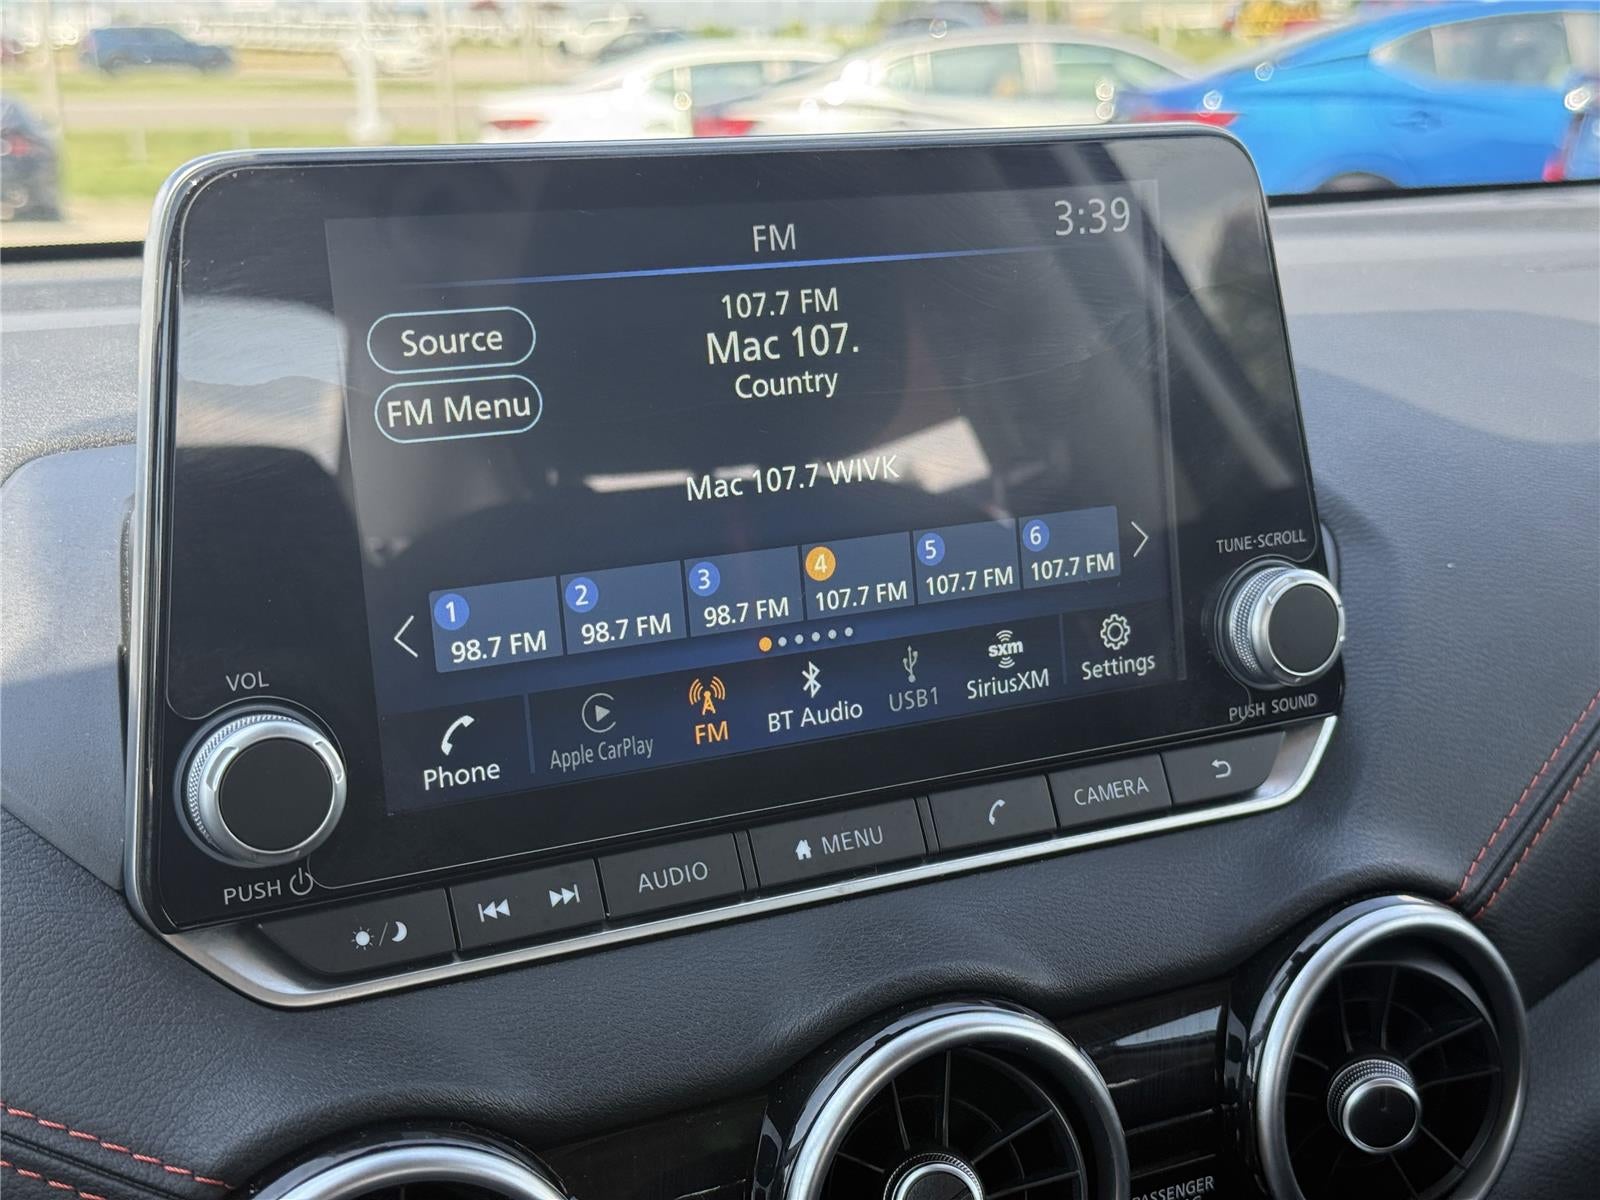 FM
3:39
107.7 FM
Mac 107.
Country
Source
FM Menu
Mac 107.7 WIVK
1 98.7 FM
2 98.7 FM
3 98.7 FM
4 107.7 FM
5 107.7 FM
6 107.7 FM
Phone
Apple CarPlay
FM
BT Audio
USB1
sxm
SiriusXM
Settings
VOL
PUSH
TUNE·SCROLL
PUSH SOUND
AUDIO
MENU
CAMERA
PASSENGER